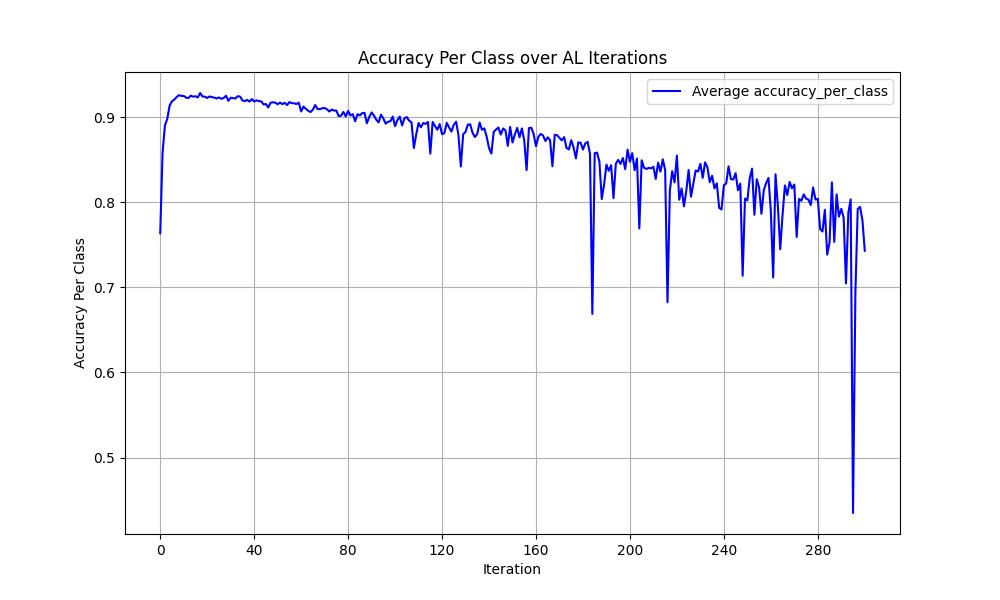 Accuracy Per Class over AL Iterations
Average accuracy_per_class
Accuracy Per Class
0.9
0.8
0.7
0.6
0.5
0 40 80 120 160 200 240 280
Iteration